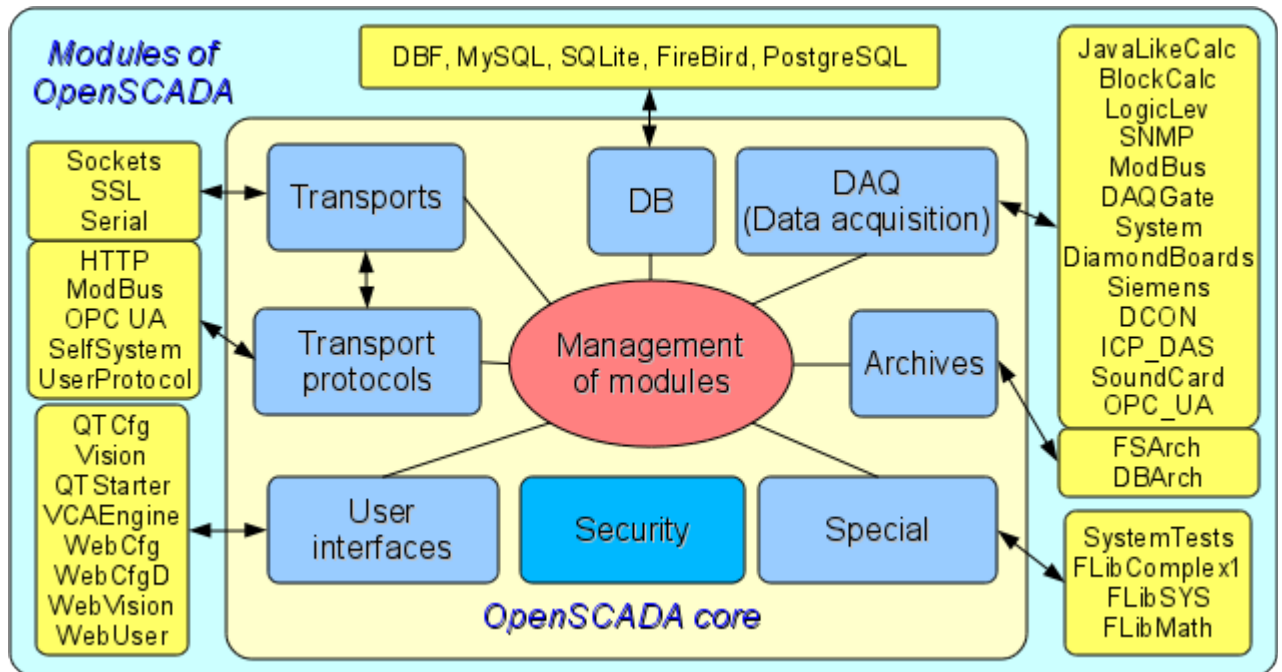 Modules of
OpenSCADA
DBF, MySQL, SQLite, FireBird, PostgreSQL
JavaLikeCalc
BlockCalc
LogicLev
SNMP
ModBus
DAQGate
System
DiamondBoards
Siemens
DCON
ICP_DAS
SoundCard
OPC_UA
Sockets
SSL
Serial
Transports
DB
DAQ
(Data acquisition)
HTTP
ModBus
OPC UA
SelfSystem
UserProtocol
Transport
protocols
Management
of modules
Archives
FSArch
DBArch
QTCfg
Vision
QTStarter
VCAEngine
WebCfg
WebCfgD
WebVision
WebUser
User
interfaces
Security
Special
SystemTests
FLibComplex1
FLibSYS
FLibMath
OpenSCADA core